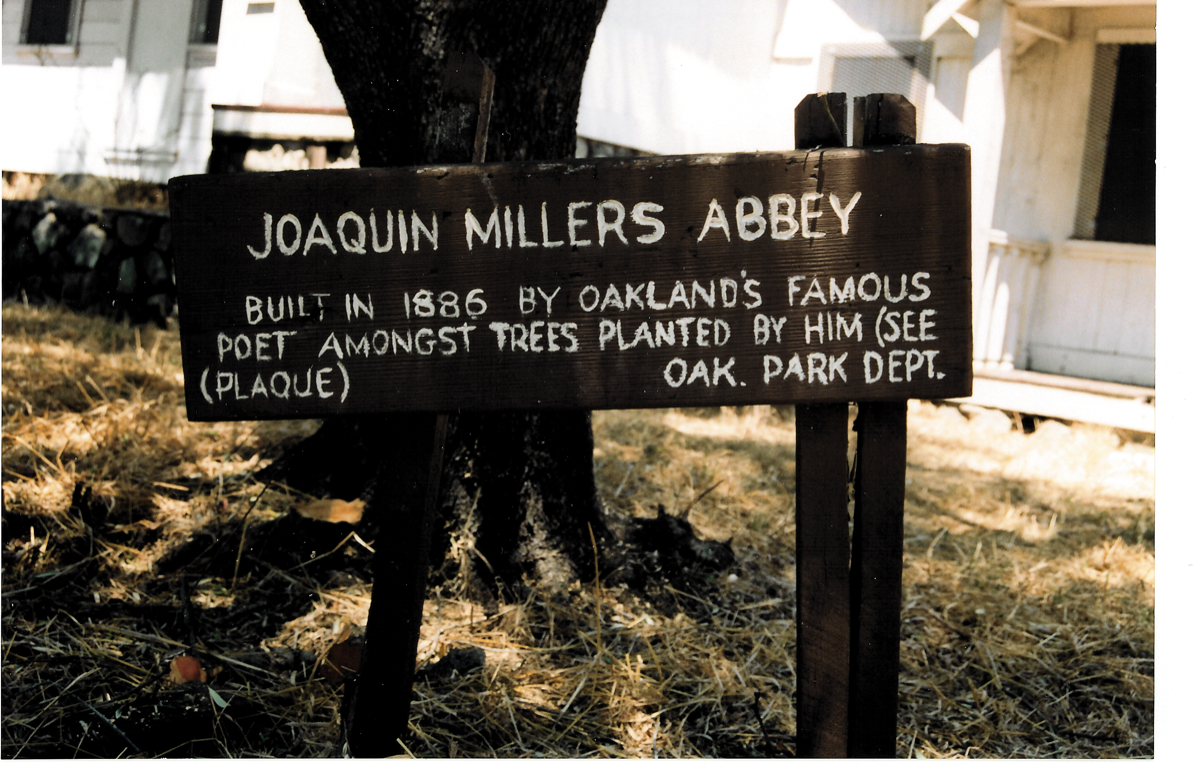 JOAQUIN MILLERS ABBEY
BUILT IN 1886 BY OAKLAND'S FAMOUS
POET AMONGST TREES PLANTED BY HIM (SEE
(PLAQUE) OAK. PARK DEPT.